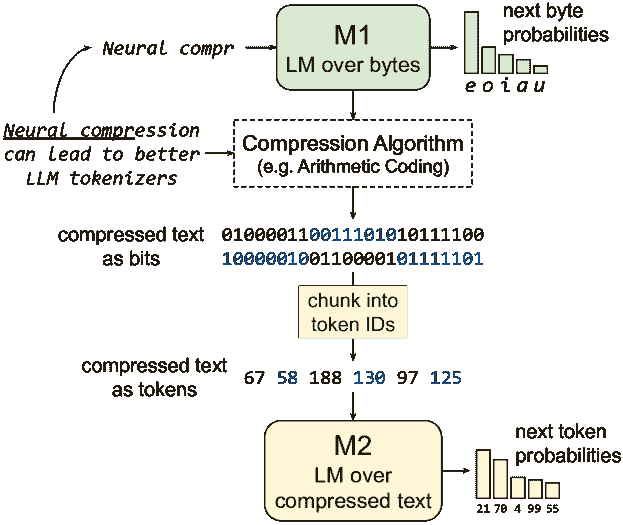 Neural compr
M1
LM over bytes
next byte
probabilities
e o i a u
Neural compression
can lead to better
LLM tokenizers
Compression Algorithm
(e.g. Arithmetic Coding)
compressed text
as bits
010000110011101010111100
100000100110000101111101
chunk into
token IDs
compressed text
as tokens
67 58 188 130 97 125
M2
LM over
compressed text
next token
probabilities
21 70 4 99 55